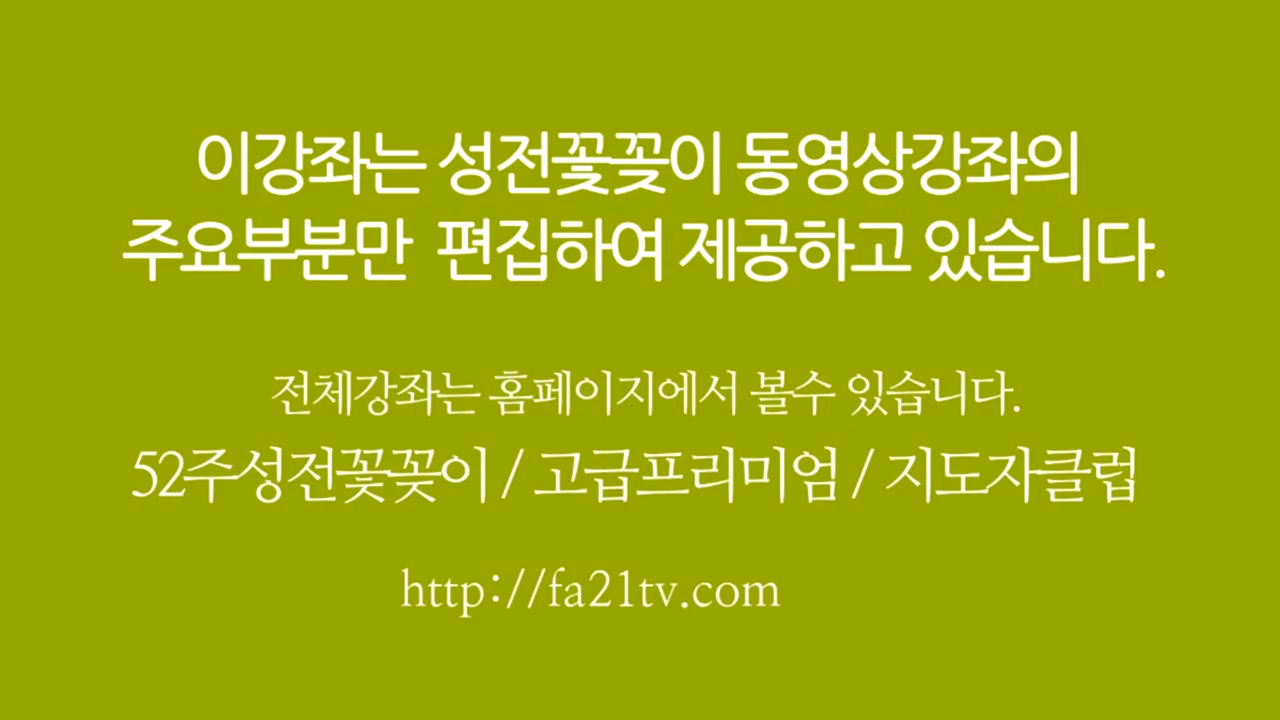 이강좌는 성전꽃꽂이 동영상강좌의
주요부분만 편집하여 제공하고 있습니다.
전체강좌는 홈페이지에서 볼수 있습니다.
52주성전꽃꽂이 / 고급프리미엄 / 지도자클럽
http://fa21tv.com